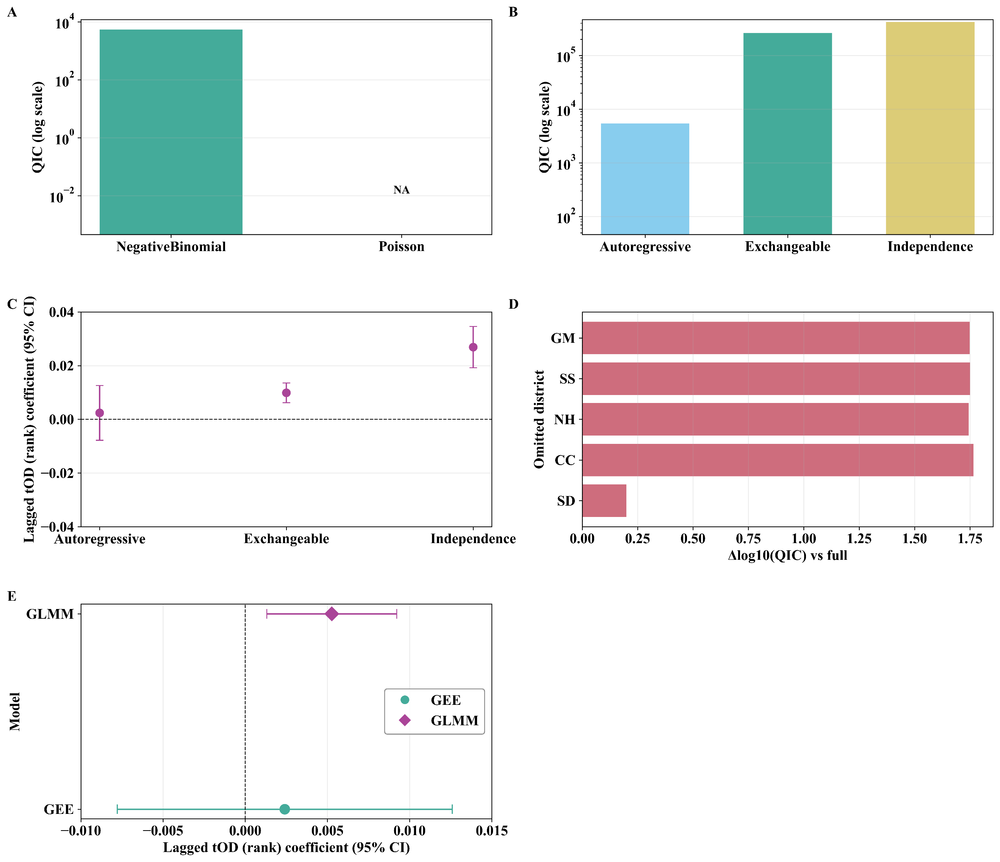 A
QIC (log scale)
10^4
10^2
10^0
10^−2
NA
NegativeBinomial
Poisson
B
QIC (log scale)
10^5
10^4
10^3
10^2
Autoregressive
Exchangeable
Independence
C
Lagged tOD (rank) coefficient (95% CI)
0.04
0.02
0.00
−0.02
−0.04
Autoregressive
Exchangeable
Independence
D
Omitted district
GM
SS
NH
CC
SD
0.00
0.25
0.50
0.75
1.00
1.25
1.50
1.75
Δlog10(QIC) vs full
E
Model
GLMM
GEE
GEE
GLMM
−0.010
−0.005
0.000
0.005
0.010
0.015
Lagged tOD (rank) coefficient (95% CI)